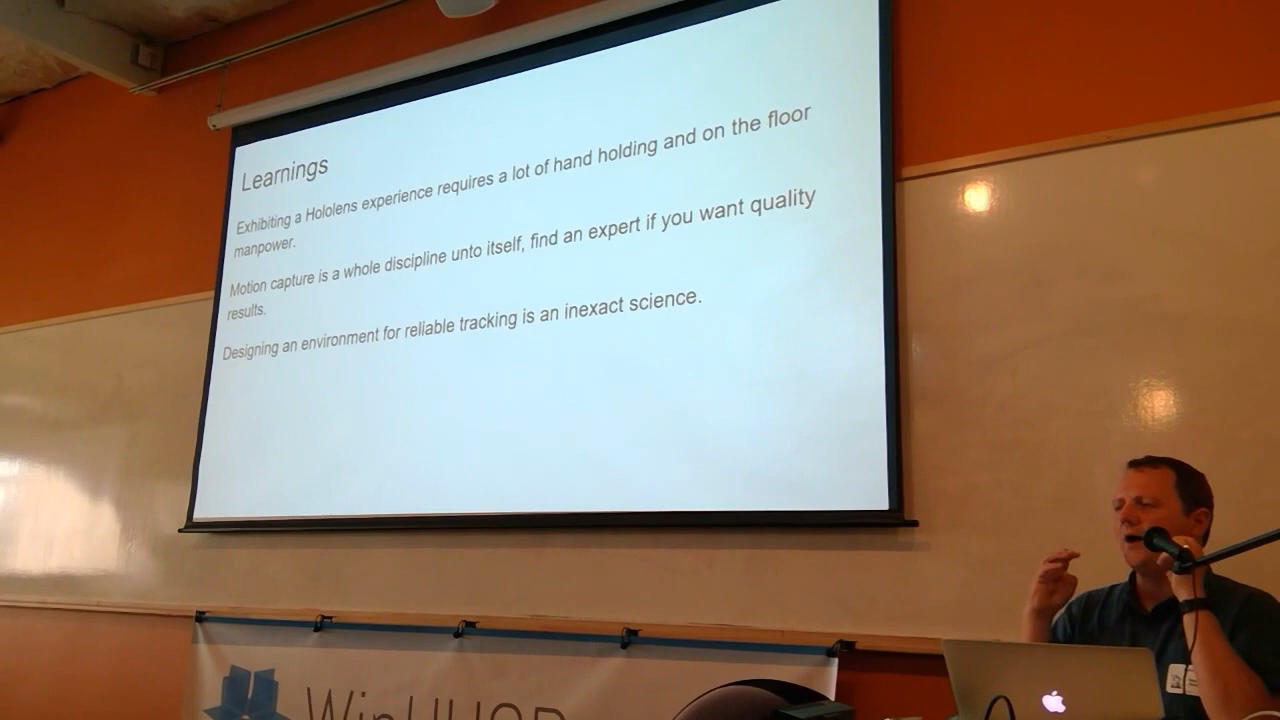 Learnings
Exhibiting a Hololens experience requires a lot of hand holding and on the floor
manpower.
Motion capture is a whole discipline unto itself, find an expert if you want quality
results.
Designing an environment for reliable tracking is an inexact science.